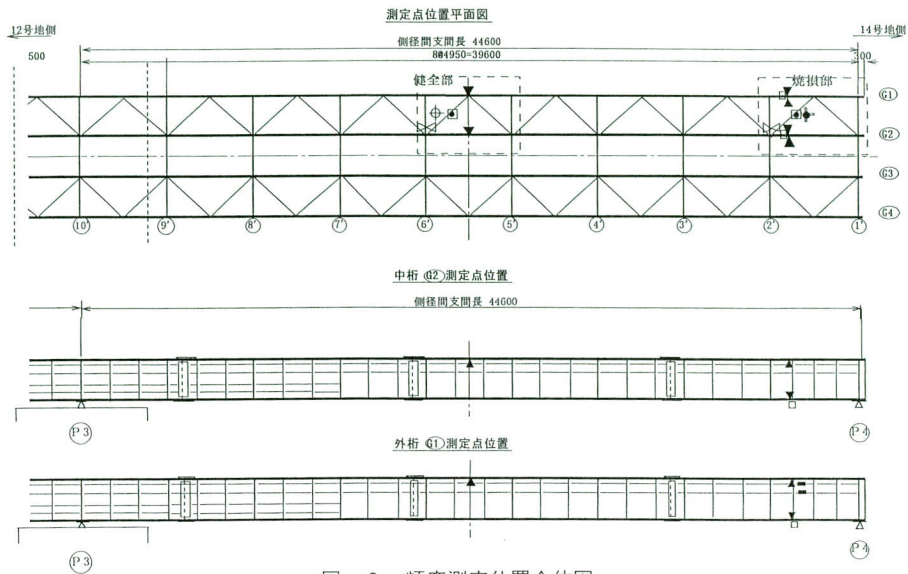 測定点位置平面図
12号地側
14号地側
側径間支間長 44600
500
8@4950=39600
300
健全部
焼損部
G1
G2
G3
G4
10'
9'
8'
7'
6'
5'
4'
3'
2'
1'
中桁 G2 測定点位置
側径間支間長 44600
P3
P4
外桁 G1 測定点位置
P3
P4